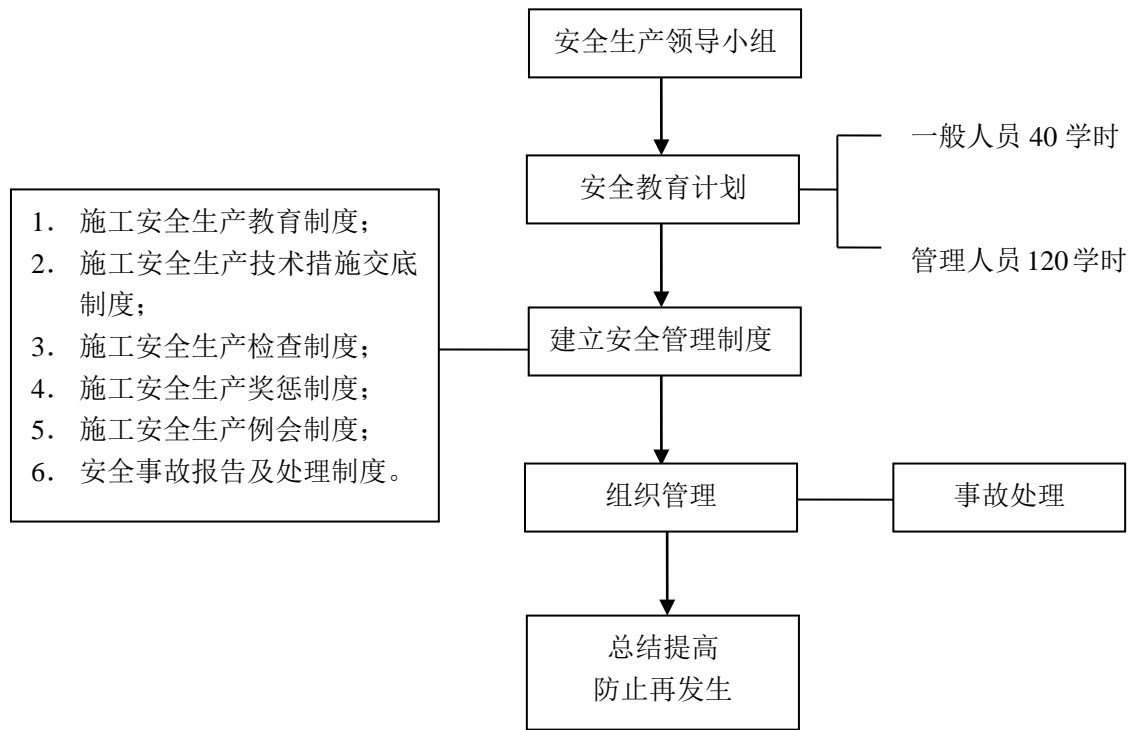 安全生产领导小组
一般人员 40 学时
安全教育计划
管理人员 120 学时
1. 施工安全生产教育制度；
2. 施工安全生产技术措施交底
制度；
3. 施工安全生产检查制度；
4. 施工安全生产奖惩制度；
5. 施工安全生产例会制度；
6. 安全事故报告及处理制度。
建立安全管理制度
组织管理
事故处理
总结提高
防止再发生